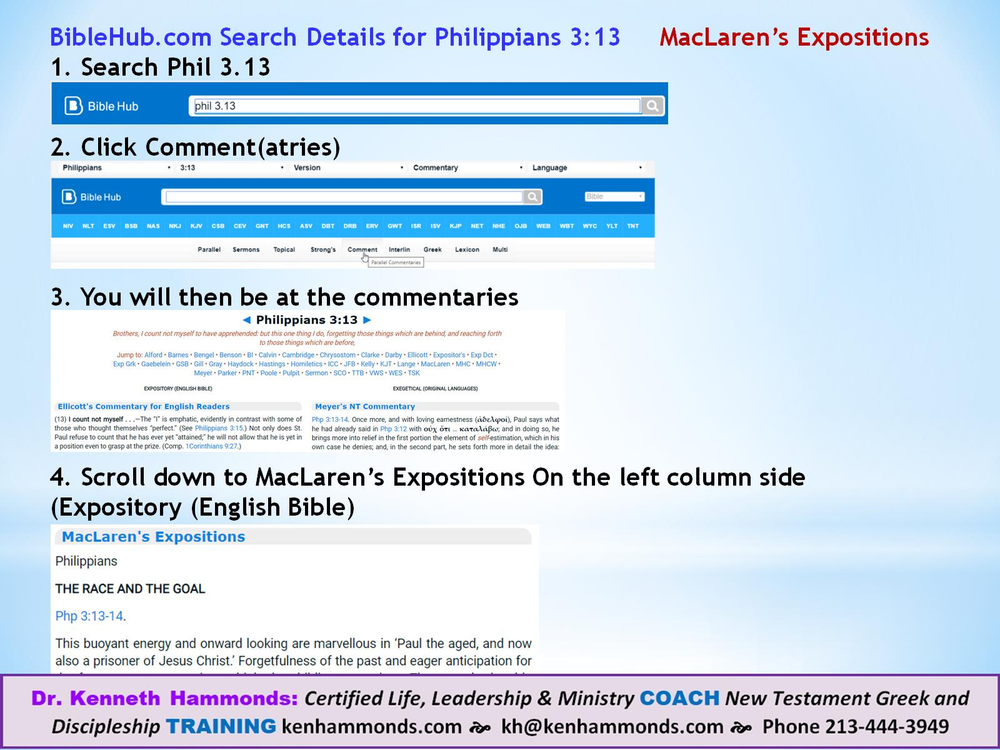 BibleHub.com Search Details for Philippians 3:13 MacLaren’s Expositions
1. Search Phil 3.13
Bible Hub phil 3.13
2. Click Comment(atries)
Philippians 3:13 Version Commentary Language
Bible Hub Bible
NIV NLT ESV BSB NAS NKJ KJV CSB CEV GNT HCS ASV DBT DRB ERV GWT ISR ISV KJP NET NHE OJB WEB WBT WYC YLT TNT
Parallel Sermons Topical Strong's Comment Interlin Greek Lexicon Multi
Parallel Commentaries
3. You will then be at the commentaries
◄ Philippians 3:13 ►
Brothers, I count not myself to have apprehended: but this one thing I do, forgetting those things which are behind, and reaching forth
to those things which are before,
Jump to: Alford • Barnes • Bengel • Benson • BI • Calvin • Cambridge • Chrysostom • Clarke • Darby • Ellicott • Expositor's • Exp Dct •
Exp Grk • Gaebelein • GSB • Gill • Gray • Haydock • Hastings • Homiletics • ICC • JFB • Kelly • KJT • Lange • MacLaren • MHC • MHCW •
Meyer • Parker • PNT • Poole • Pulpit • Sermon • SCO • TTB • VWS • WES • TSK
EXPOSITORY (ENGLISH BIBLE) EXEGETICAL (ORIGINAL LANGUAGES)
Ellicott's Commentary for English Readers
(13) I count not myself . . .—The “I” is emphatic, evidently in contrast with some of
those who thought themselves “perfect.” (See Philippians 3:15.) Not only does St.
Paul refuse to count that he has ever yet “attained;” he will not allow that he is yet in
a position even to grasp at the prize. (Comp. 1Corinthians 9:27.)
Meyer's NT Commentary
Php 3:13-14. Once more, and with loving earnestness (ἀδελφοί), Paul says what
he had already said in Php 3:12 with οὐχ ὅτι ... καταλάβω; and in doing so, he
brings more into relief in the first portion the element of self-estimation, which in his
own case he denies; and, in the second part, he sets forth more in detail the idea:
4. Scroll down to MacLaren’s Expositions On the left column side
(Expository (English Bible)
MacLaren's Expositions
Philippians
THE RACE AND THE GOAL
Php 3:13-14.
This buoyant energy and onward looking are marvellous in ‘Paul the aged, and now
also a prisoner of Jesus Christ.’ Forgetfulness of the past and eager anticipation for
Dr. Kenneth Hammonds: Certified Life, Leadership & Ministry COACH New Testament Greek and
Discipleship TRAINING kenhammonds.com kh@kenhammonds.com Phone 213-444-3949